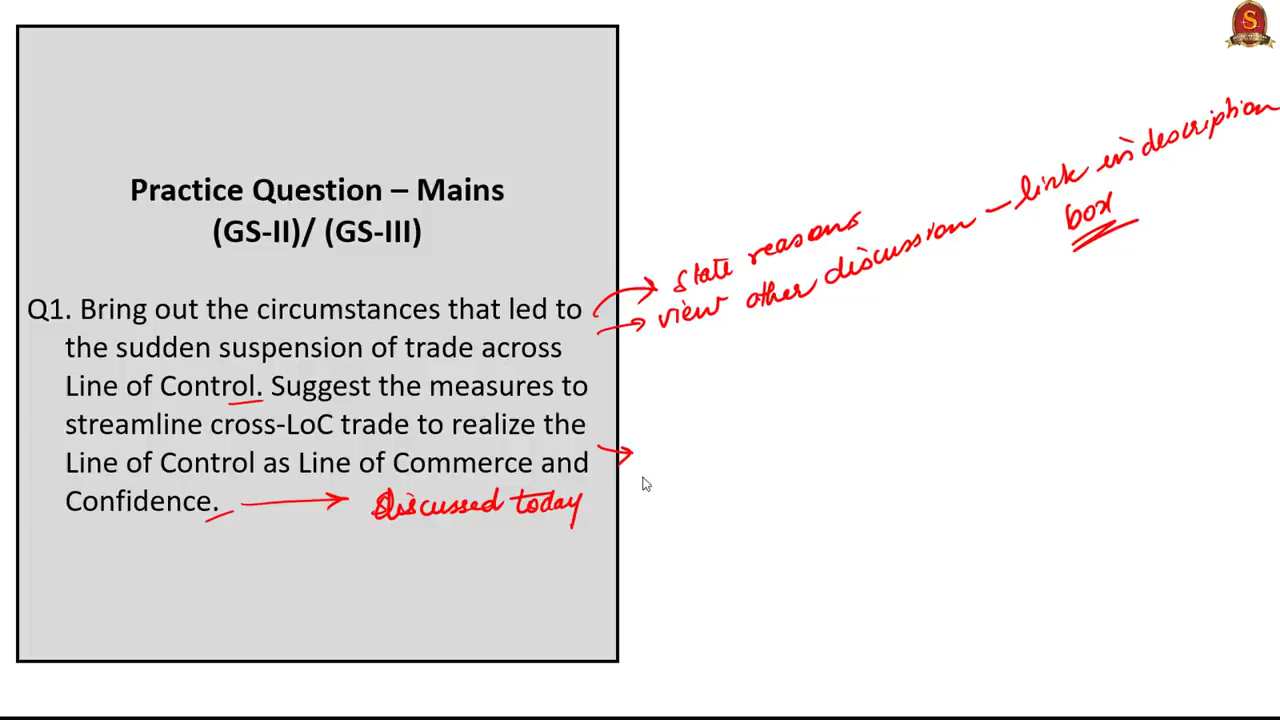 Practice Question – Mains
(GS-II)/ (GS-III)
Q1. Bring out the circumstances that led to
the sudden suspension of trade across
Line of Control. Suggest the measures to
streamline cross-LoC trade to realize the
Line of Control as Line of Commerce and
Confidence.
Discussed today
State reasons
view other discussion – link in description
box
S